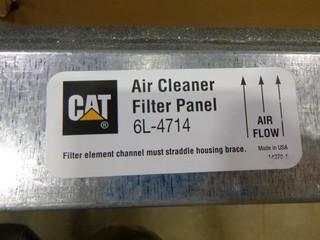 CAT®
Air Cleaner
Filter Panel
6L-4714
AIR
FLOW
Filter element channel must straddle housing brace.
Made in USA